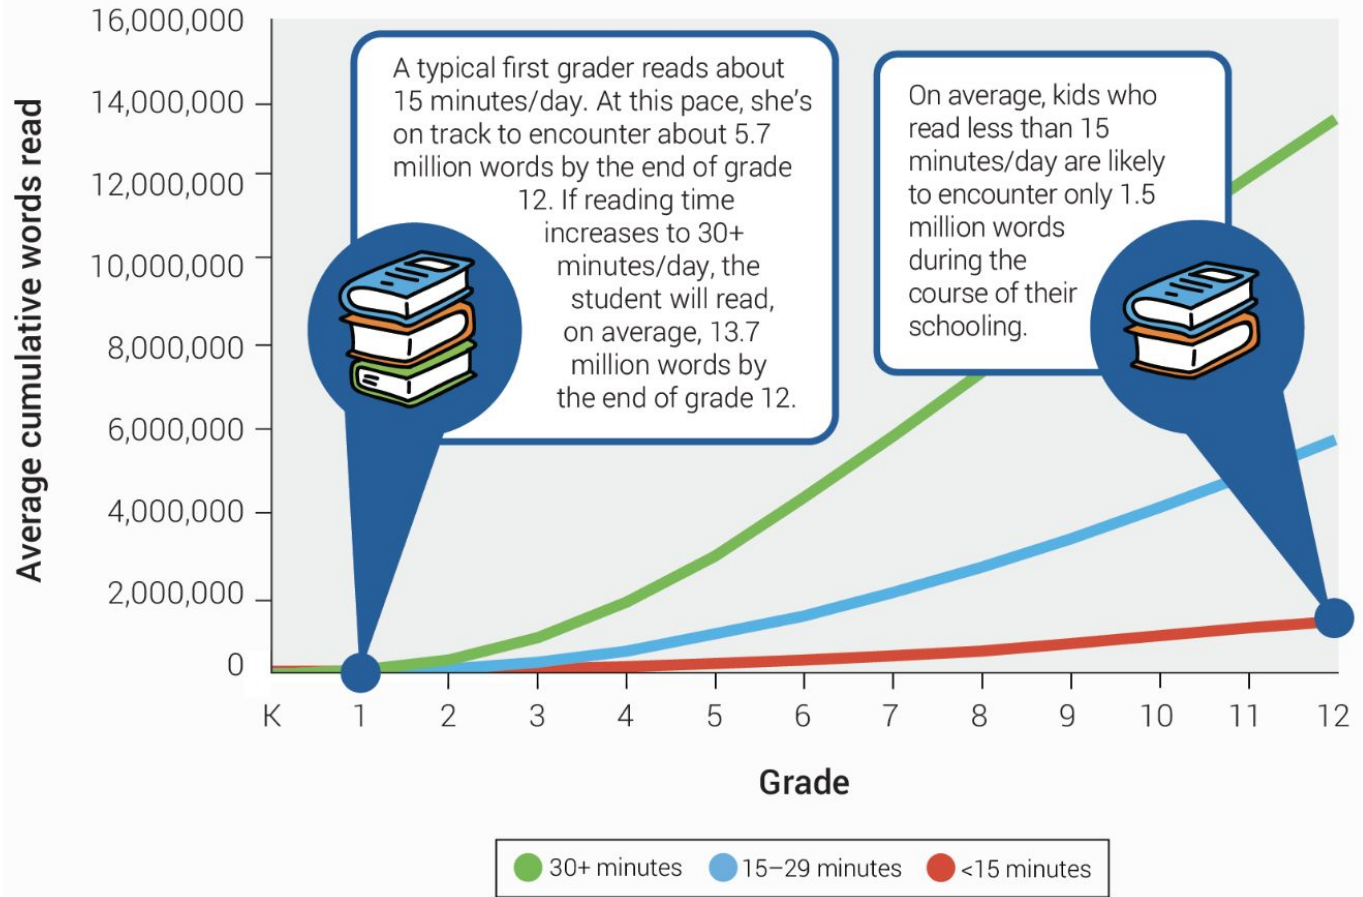 16,000,000
14,000,000
12,000,000
10,000,000
8,000,000
6,000,000
4,000,000
2,000,000
0
Average cumulative words read
A typical first grader reads about
15 minutes/day. At this pace, she's
on track to encounter about 5.7
million words by the end of grade
12. If reading time
increases to 30+
minutes/day, the
student will read,
on average, 13.7
million words by
the end of grade 12.
On average, kids who
read less than 15
minutes/day are likely
to encounter only 1.5
million words
during the
course of their
schooling.
K 1 2 3 4 5 6 7 8 9 10 11 12
Grade
30+ minutes 15–29 minutes <15 minutes